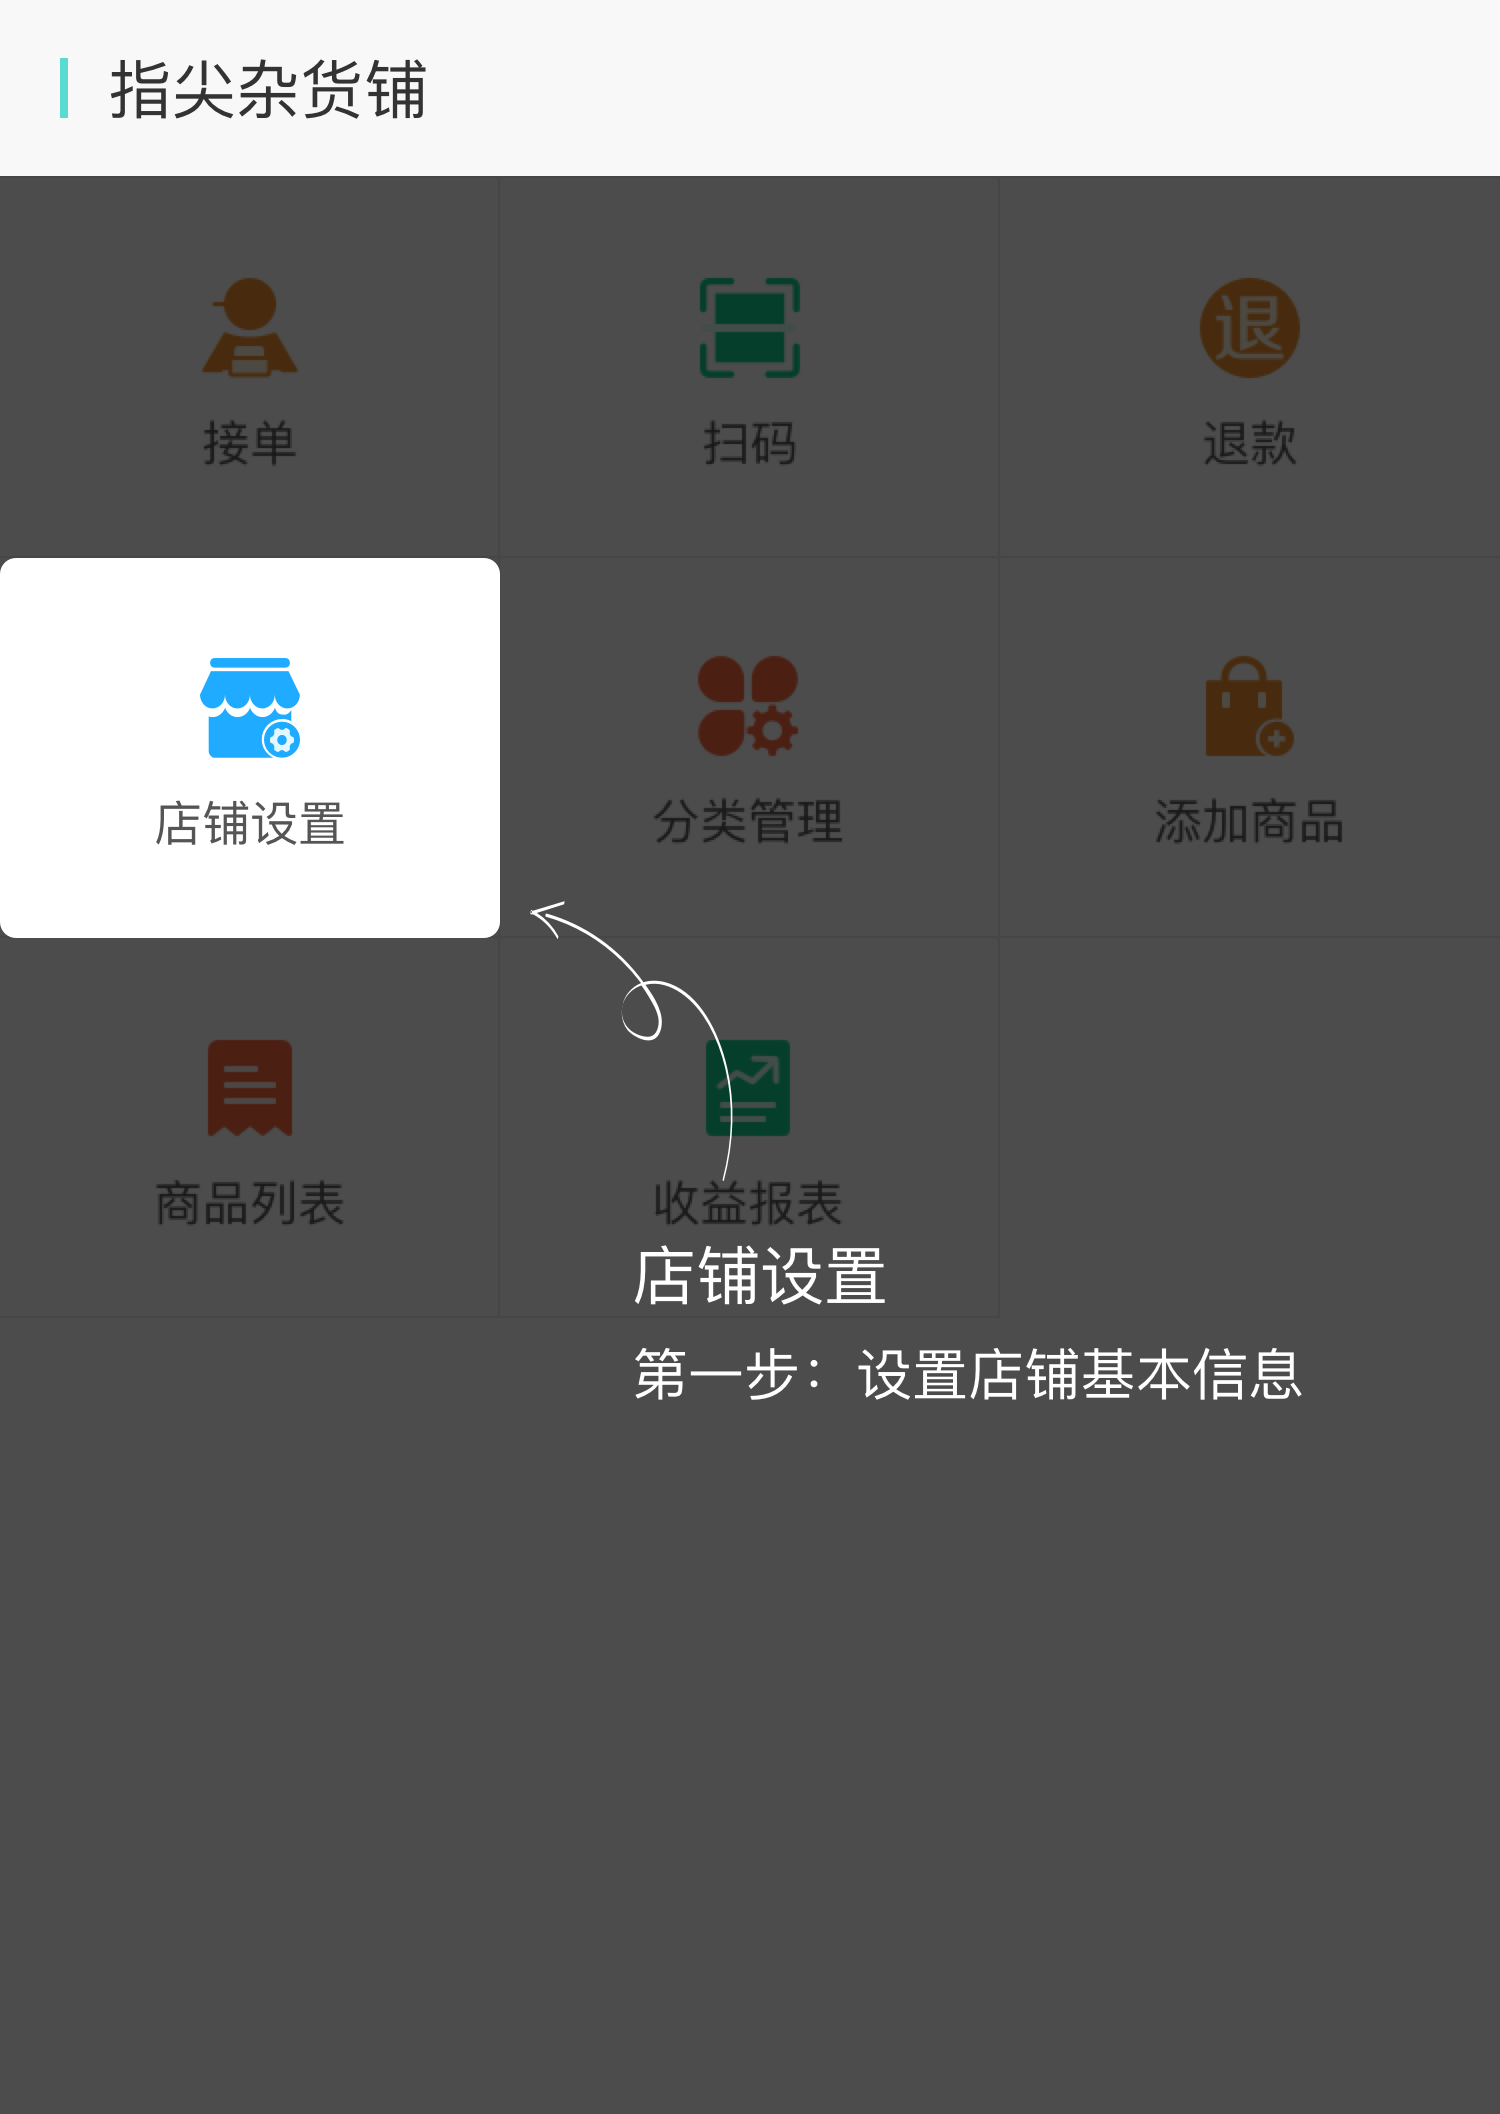 指尖杂货铺
接单
扫码
退
退款
店铺设置
分类管理
添加商品
商品列表
收益报表
店铺设置
第一步：设置店铺基本信息